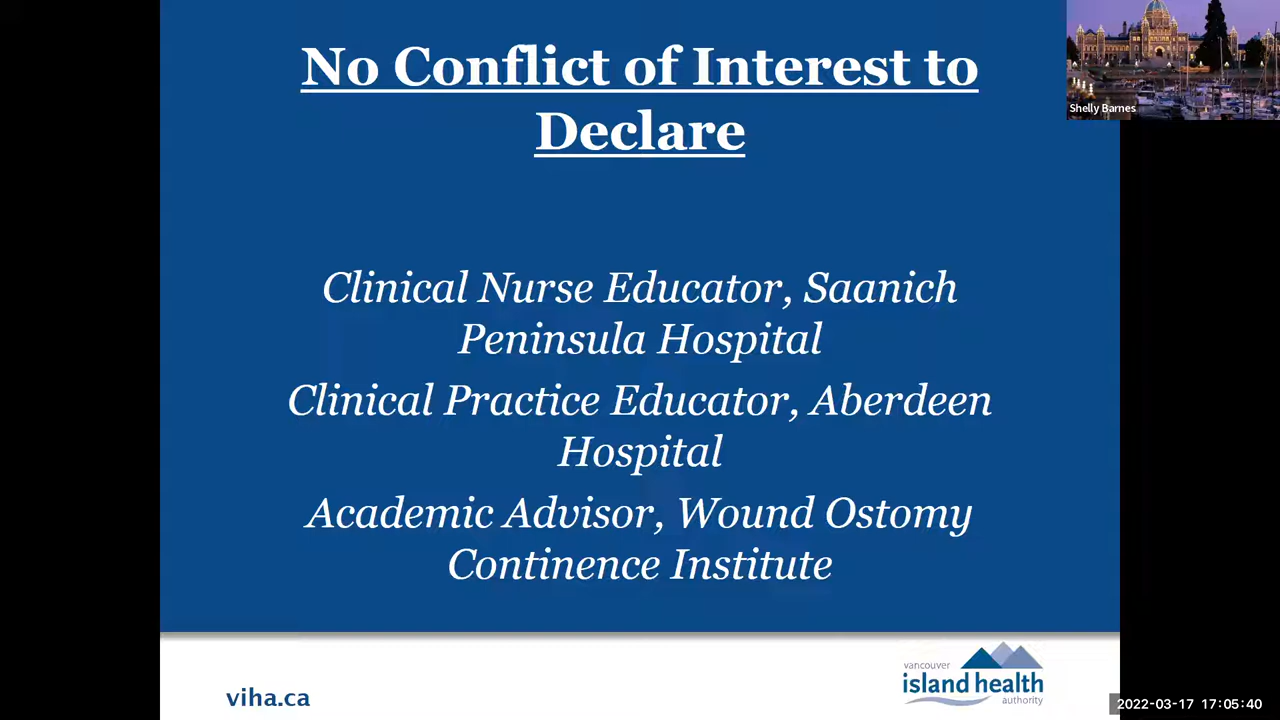 No Conflict of Interest to
Declare
Shelly Barnes
Clinical Nurse Educator, Saanich
Peninsula Hospital
Clinical Practice Educator, Aberdeen
Hospital
Academic Advisor, Wound Ostomy
Continence Institute
viha.ca
vancouver
island health
authority
2022-03-17 17:05:40